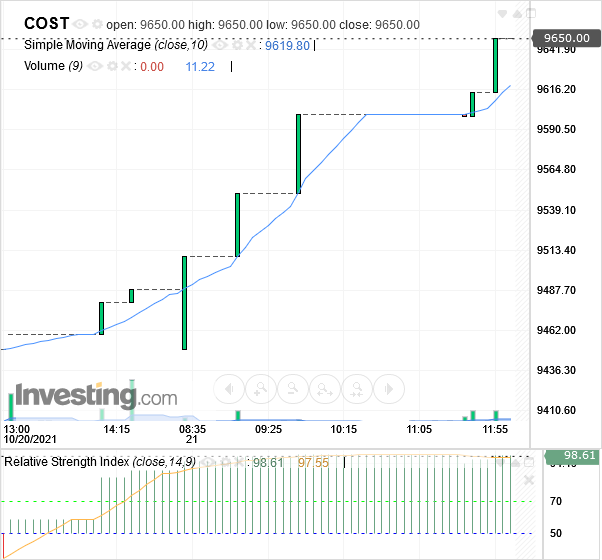 COST open: 9650.00 high: 9650.00 low: 9650.00 close: 9650.00
Simple Moving Average (close,10) : 9619.80
Volume (9) : 0.00 11.22
9650.00
9641.90
9616.20
9590.50
9564.80
9539.10
9513.40
9487.70
9462.00
9436.30
9410.60
Investing.com
13:00 14:15 08:35 09:25 10:15 11:05 11:55
10/20/2021 21
Relative Strength Index (close,14,9) : 98.61 97.55
98.61
70
50